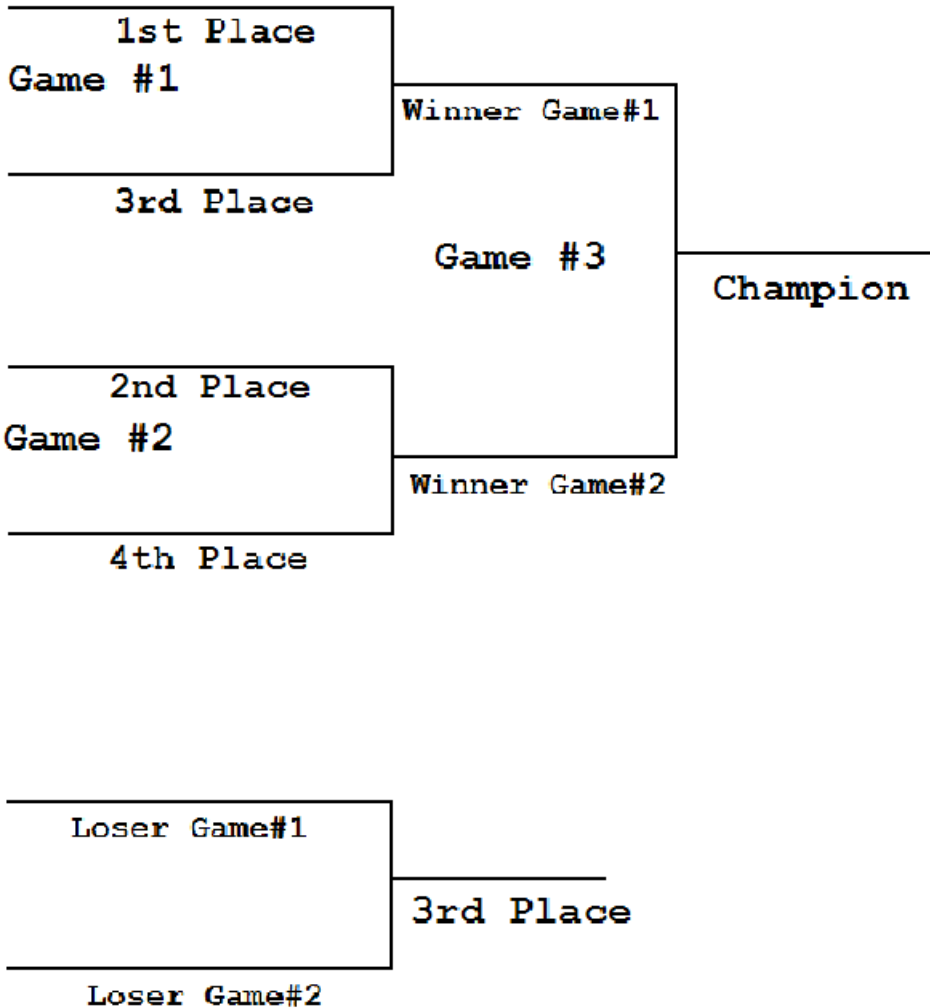 1st Place
Game #1
Winner Game#1
3rd Place
Game #3
Champion
2nd Place
Game #2
Winner Game#2
4th Place
Loser Game#1
3rd Place
Loser Game#2